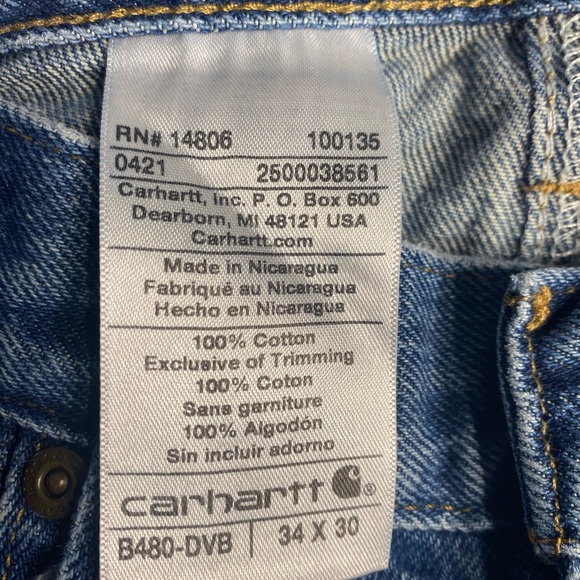 RN# 14806 100135
0421 2500038561
Carhartt, Inc. P. O. Box 600
Dearborn, MI 48121 USA
Carhartt.com
Made in Nicaragua
Fabriqué au Nicaragua
Hecho en Nicaragua
100% Cotton
Exclusive of Trimming
100% Coton
Sans garniture
100% Algodón
Sin incluir adorno
carhartt ®
B480-DVB | 34 X 30